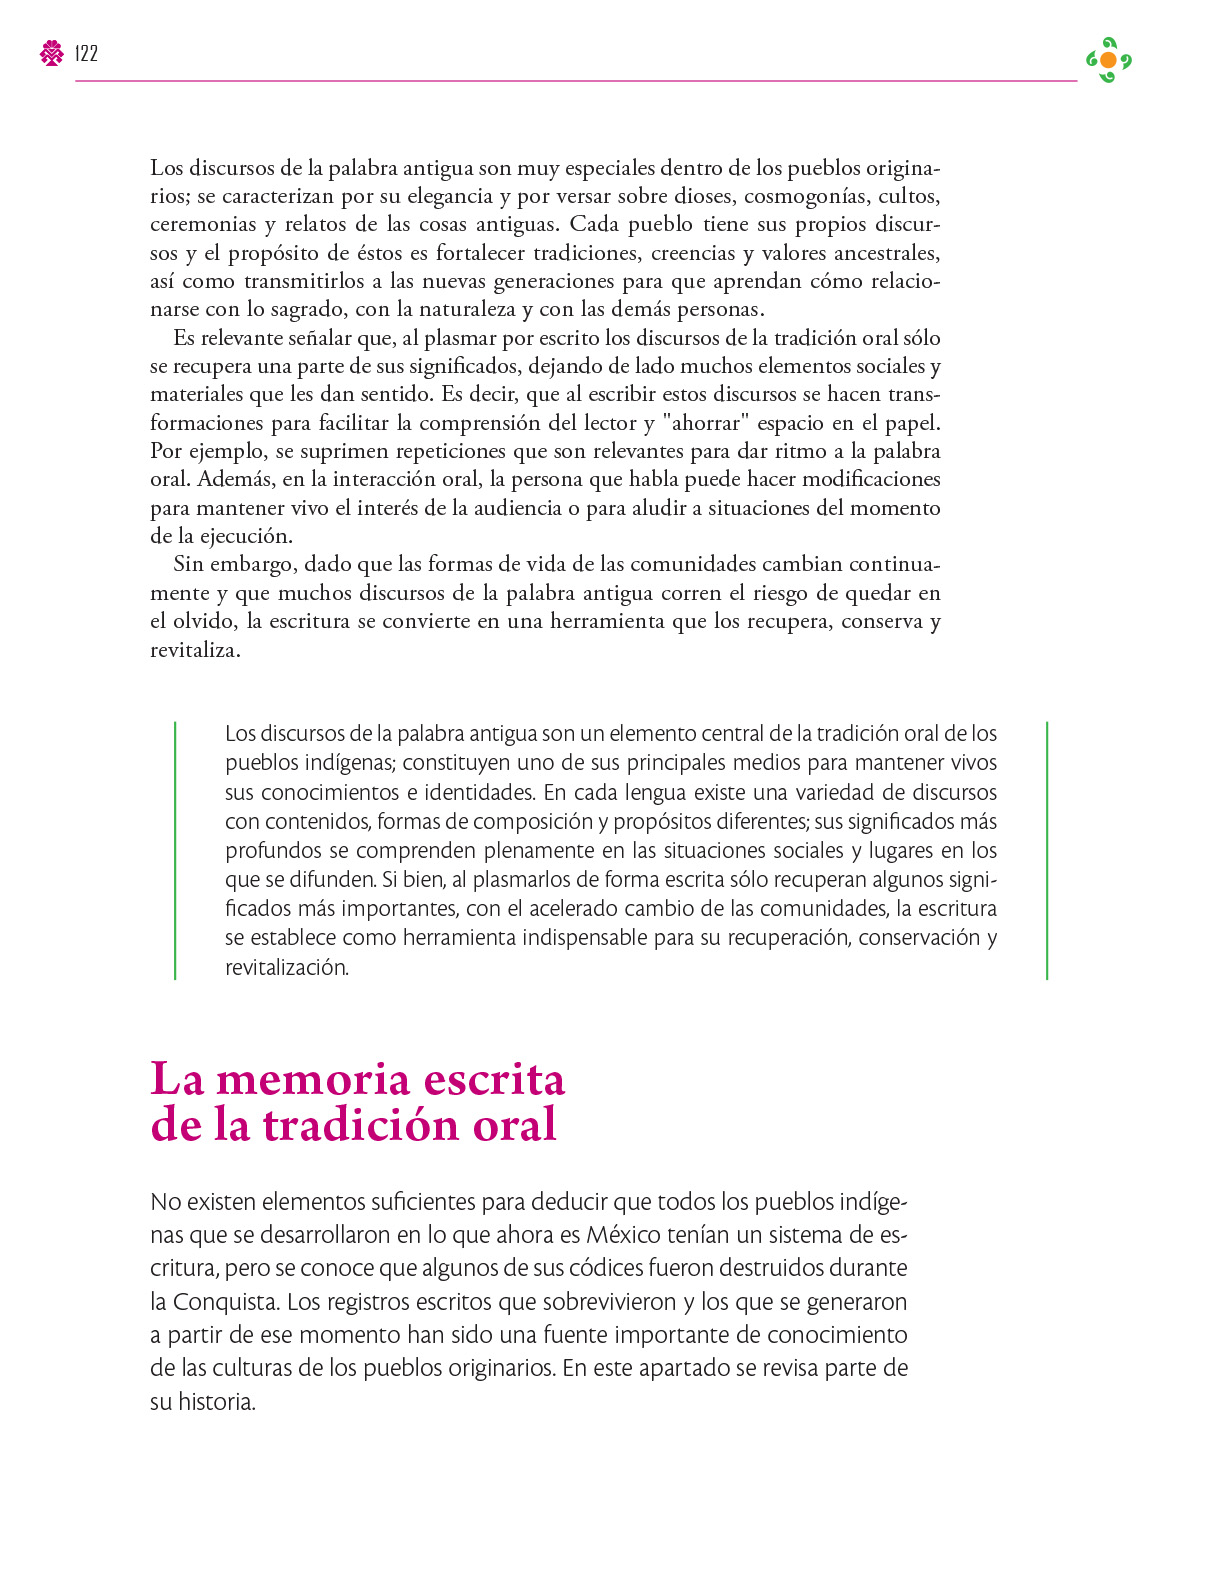 122
Los discursos de la palabra antigua son muy especiales dentro de los pueblos origina-
rios; se caracterizan por su elegancia y por versar sobre dioses, cosmogonías, cultos,
ceremonias y relatos de las cosas antiguas. Cada pueblo tiene sus propios discur-
sos y el propósito de éstos es fortalecer tradiciones, creencias y valores ancestrales,
así como transmitirlos a las nuevas generaciones para que aprendan cómo relacio-
narse con lo sagrado, con la naturaleza y con las demás personas.
Es relevante señalar que, al plasmar por escrito los discursos de la tradición oral sólo
se recupera una parte de sus significados, dejando de lado muchos elementos sociales y
materiales que les dan sentido. Es decir, que al escribir estos discursos se hacen trans-
formaciones para facilitar la comprensión del lector y "ahorrar" espacio en el papel.
Por ejemplo, se suprimen repeticiones que son relevantes para dar ritmo a la palabra
oral. Además, en la interacción oral, la persona que habla puede hacer modificaciones
para mantener vivo el interés de la audiencia o para aludir a situaciones del momento
de la ejecución.
Sin embargo, dado que las formas de vida de las comunidades cambian continua-
mente y que muchos discursos de la palabra antigua corren el riesgo de quedar en
el olvido, la escritura se convierte en una herramienta que los recupera, conserva y
revitaliza.
Los discursos de la palabra antigua son un elemento central de la tradición oral de los
pueblos indígenas; constituyen uno de sus principales medios para mantener vivos
sus conocimientos e identidades. En cada lengua existe una variedad de discursos
con contenidos, formas de composición y propósitos diferentes; sus significados más
profundos se comprenden plenamente en las situaciones sociales y lugares en los
que se difunden. Si bien, al plasmarlos de forma escrita sólo recuperan algunos signi-
ficados más importantes, con el acelerado cambio de las comunidades, la escritura
se establece como herramienta indispensable para su recuperación, conservación y
revitalización.
La memoria escrita
de la tradición oral
No existen elementos suficientes para deducir que todos los pueblos indíge-
nas que se desarrollaron en lo que ahora es México tenían un sistema de es-
critura, pero se conoce que algunos de sus códices fueron destruidos durante
la Conquista. Los registros escritos que sobrevivieron y los que se generaron
a partir de ese momento han sido una fuente importante de conocimiento
de las culturas de los pueblos originarios. En este apartado se revisa parte de
su historia.